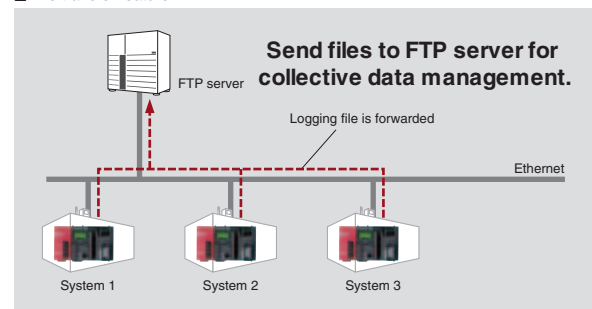 Send files to FTP server for
collective data management.
FTP server
Logging file is forwarded
Ethernet
System 1
System 2
System 3